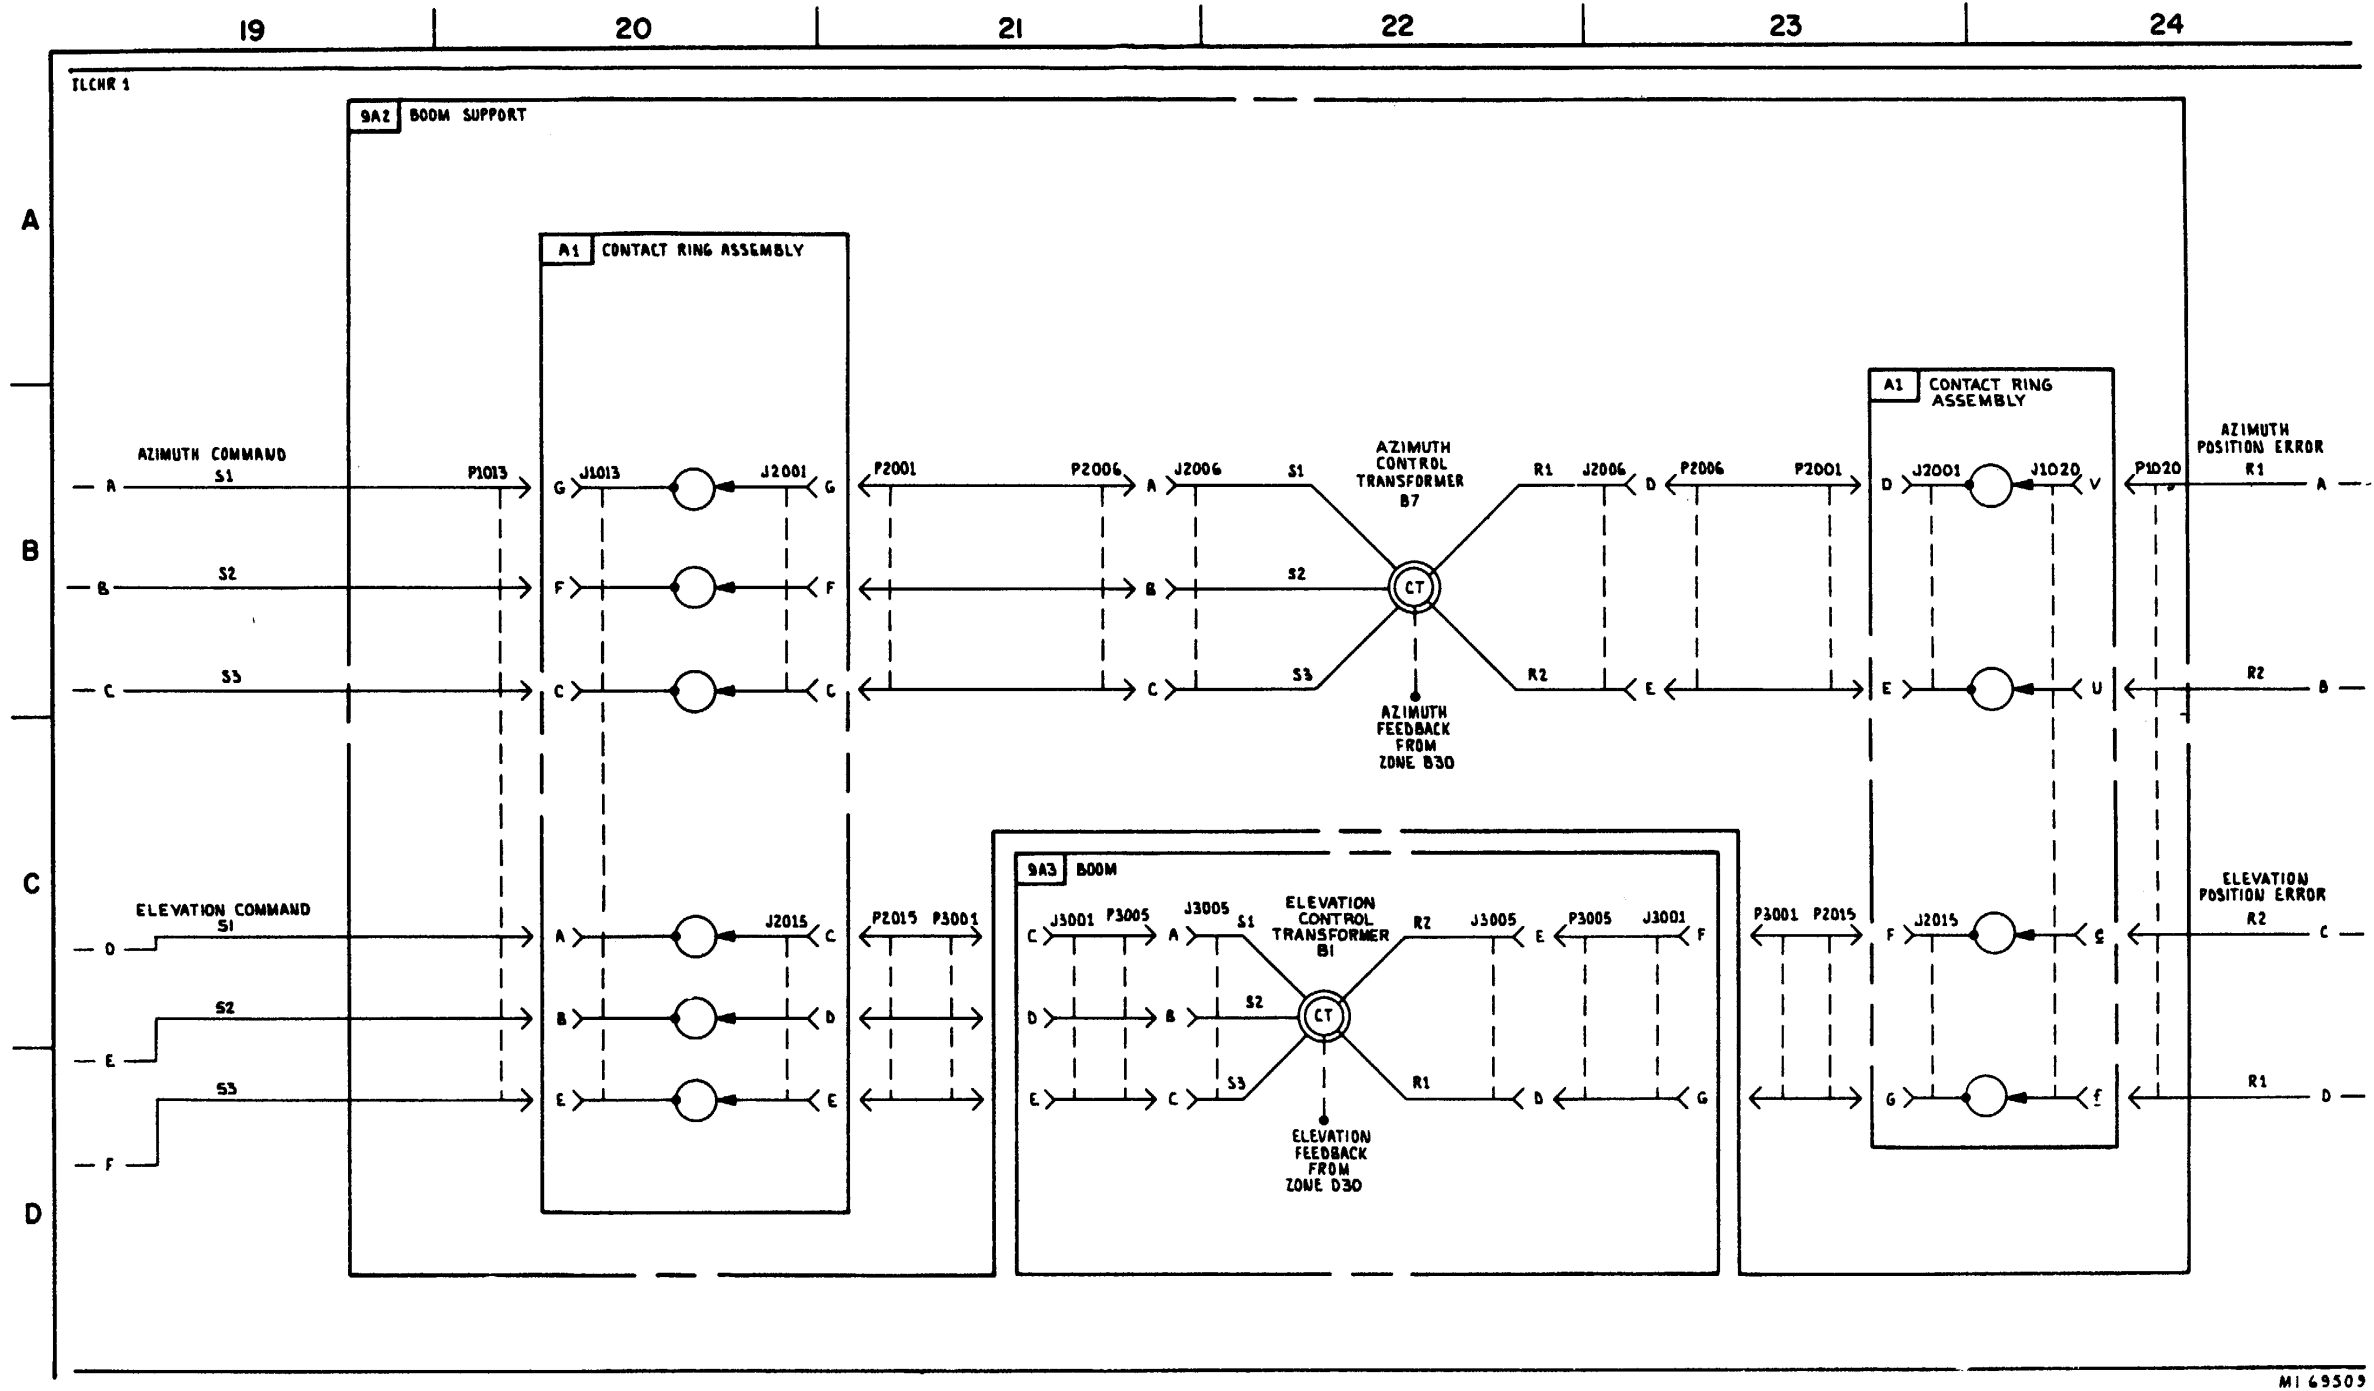 19 20 21 22 23 24
TLCHR 1
9A2 BOOM SUPPORT
A
A1 CONTACT RING ASSEMBLY
A1 CONTACT RING
ASSEMBLY
AZIMUTH COMMAND
AZIMUTH
CONTROL
TRANSFORMER
B7
AZIMUTH
POSITION ERROR
A S1 P1013 G J1013 J2001 G P2001 P2006 A J2006 S1 R1 J2006 D P2006 P2001 D J2001 J1020 V P1020 R1 A
B
B S2 F F B S2 CT
C S3 C C C S3 R2 E E U R2 B
AZIMUTH
FEEDBACK
FROM
ZONE B30
C
9A3 BOOM
ELEVATION COMMAND
ELEVATION
CONTROL
TRANSFORMER
B1
ELEVATION
POSITION ERROR
D S1 A J2015 C P2015 P3001 C J3001 P3005 A J3005 S1 R2 J3005 E P3005 J3001 F P3001 P2015 F J2015 c R2 C
E S2 B D D B S2 CT
F S3 E E E C S3 R1 D G G f R1 D
ELEVATION
FEEDBACK
FROM
ZONE D30
D
MI 69509